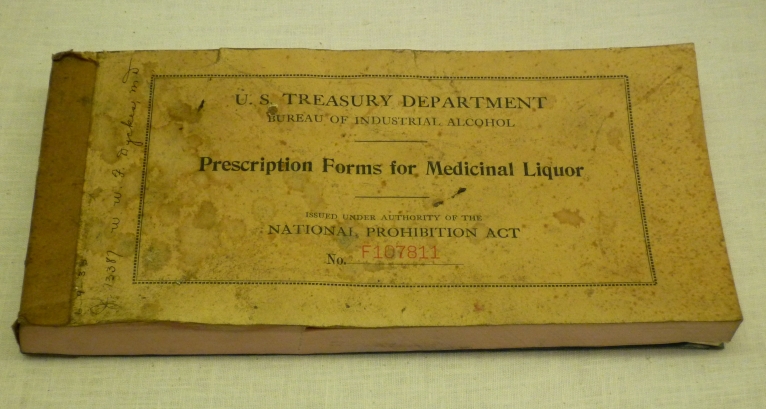 U. S. TREASURY DEPARTMENT
BUREAU OF INDUSTRIAL ALCOHOL
Prescription Forms for Medicinal Liquor
ISSUED UNDER AUTHORITY OF THE
NATIONAL PROHIBITION ACT
No. F107811